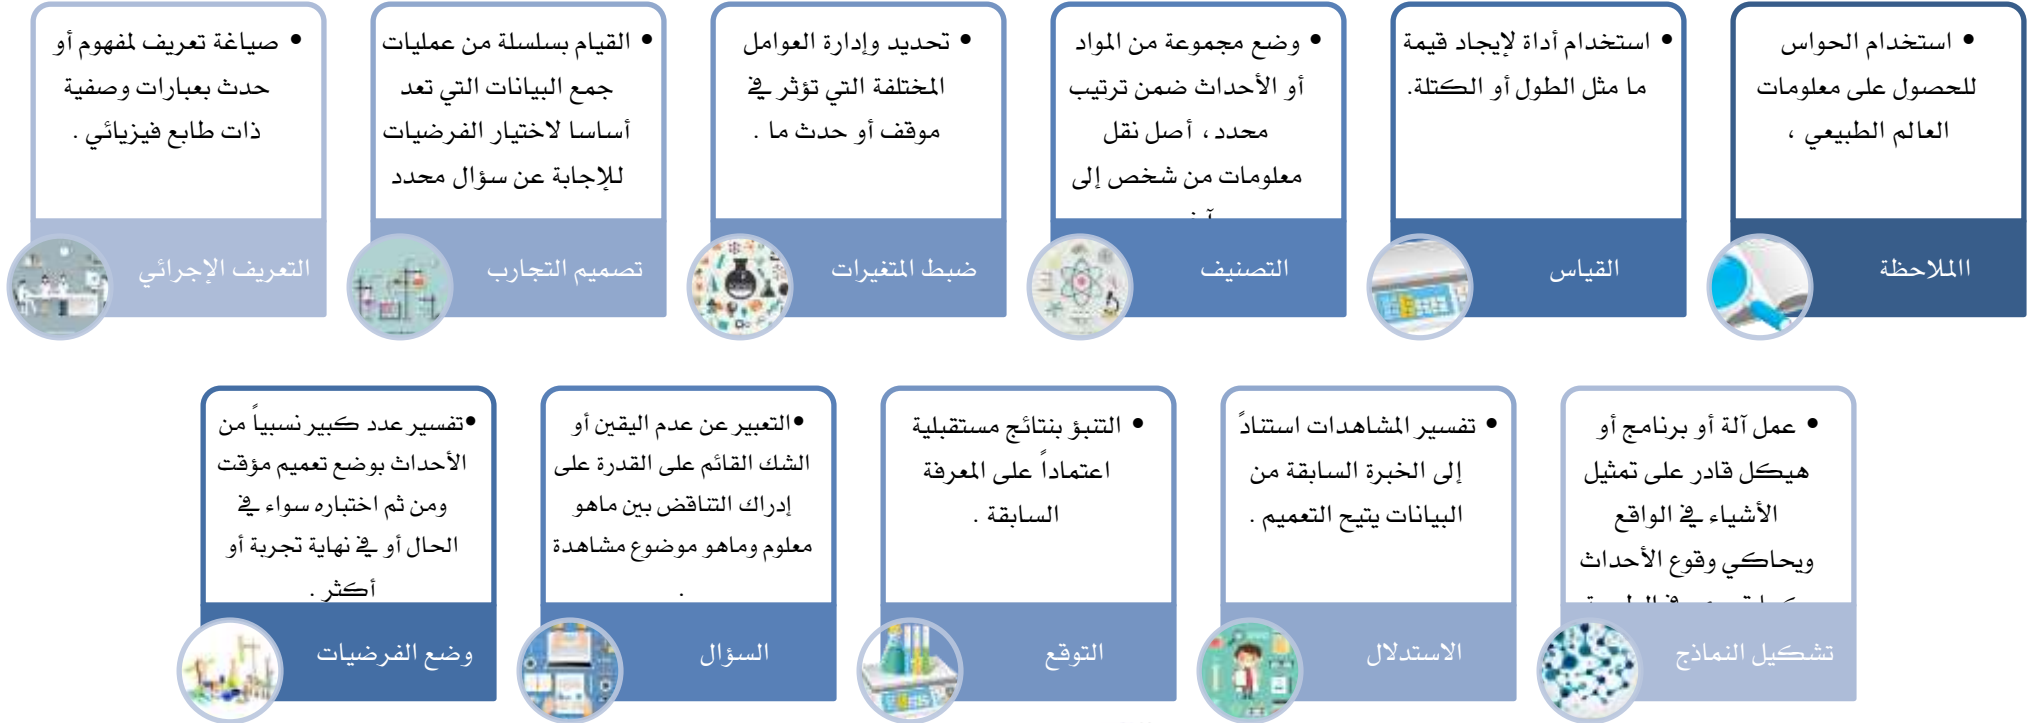 • استخدام الحواس
للحصول على معلومات
العالم الطبيعي ،
االملاحظة
• استخدام أداة لإيجاد قيمة
ما مثل الطول أو الكتلة.
القياس
• وضع مجموعة من المواد
أو الأحداث ضمن ترتيب
محدد ، أصل نقل
معلومات من شخص إلى
التصنيف
• تحديد وإدارة العوامل
المختلفة التي تؤثر في
موقف أو حدث ما .
ضبط المتغيرات
• القيام بسلسلة من عمليات
جمع البيانات التي تعد
أساسا لاختيار الفرضيات
للإجابة عن سؤال محدد
تصميم التجارب
• صياغة تعريف لمفهوم أو
حدث بعبارات وصفية
ذات طابع فيزيائي .
التعريف الإجرائي
• عمل آلة أو برنامج أو
هيكل قادر على تمثيل
الأشياء في الواقع
ويحاكي وقوع الأحداث
تشكيل النماذج
• تفسير المشاهدات استناداً
إلى الخبرة السابقة من
البيانات يتيح التعميم .
الاستدلال
• التنبؤ بنتائج مستقبلية
اعتماداً على المعرفة
السابقة .
التوقع
•التعبير عن عدم اليقين أو
الشك القائم على القدرة على
إدراك التناقض بين ماهو
معلوم وماهو موضوع مشاهدة
.
السؤال
•تفسير عدد كبير نسبياً من
الأحداث بوضع تعميم مؤقت
ومن ثم اختباره سواء في
الحال أو في نهاية تجربة أو
أكثر .
وضع الفرضيات